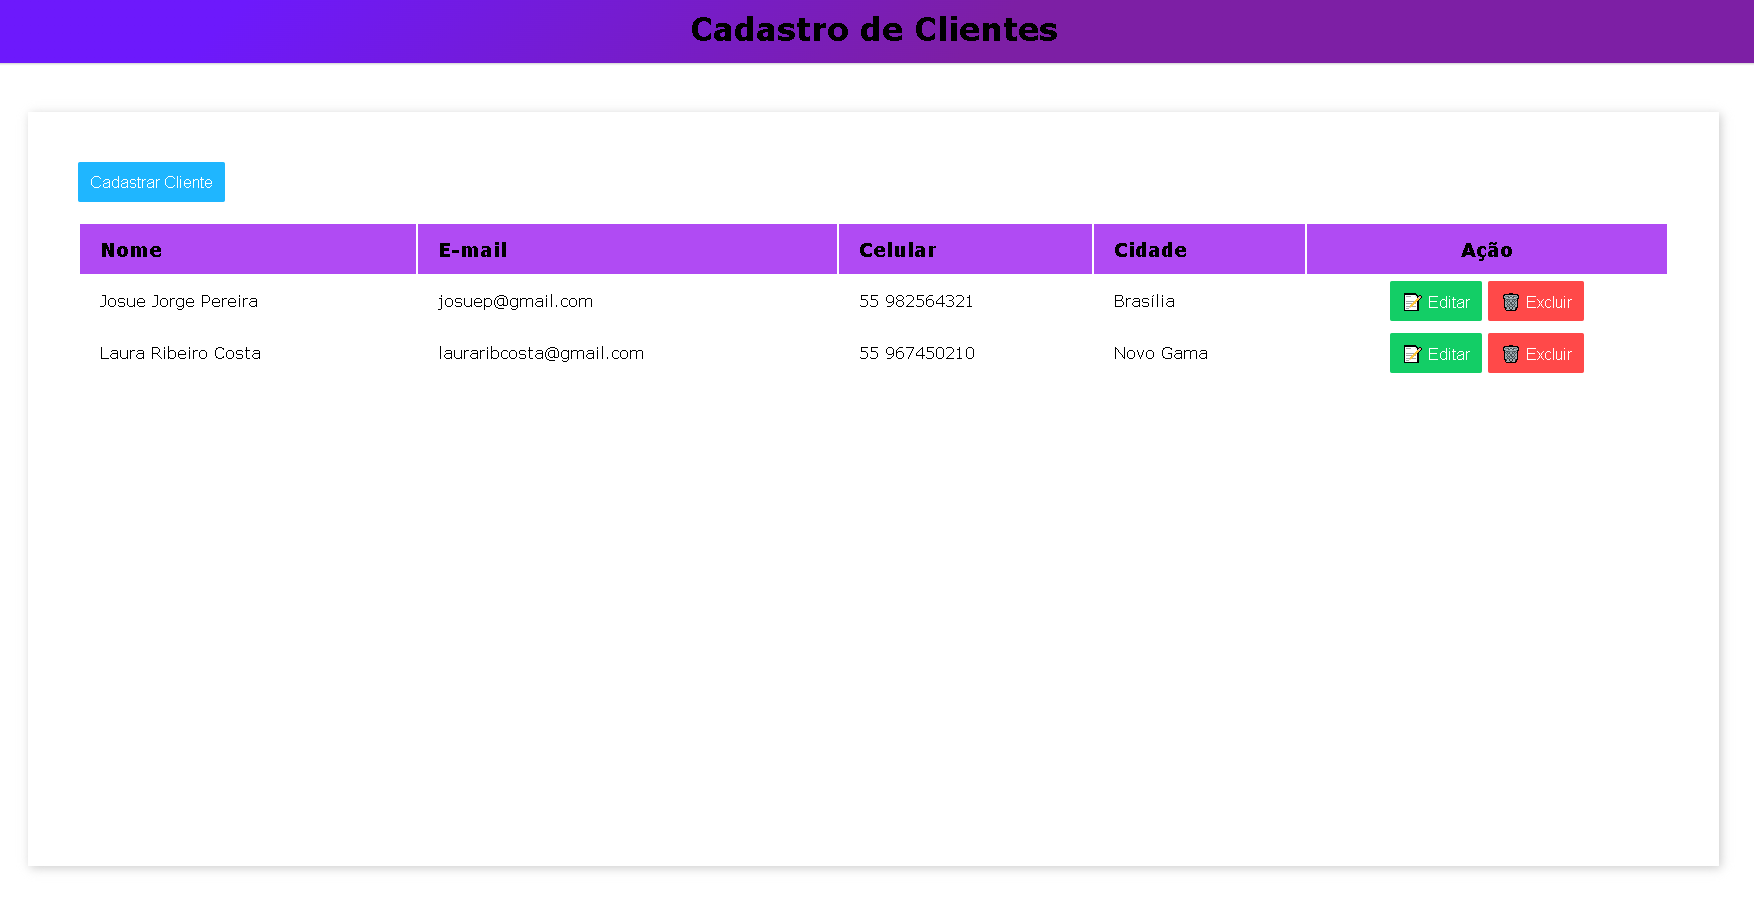 Cadastro de Clientes
Cadastrar Cliente
Nome E-mail Celular Cidade Ação
Josue Jorge Pereira josuep@gmail.com 55 982564321 Brasília Editar Excluir
Laura Ribeiro Costa lauraribcosta@gmail.com 55 967450210 Novo Gama Editar Excluir